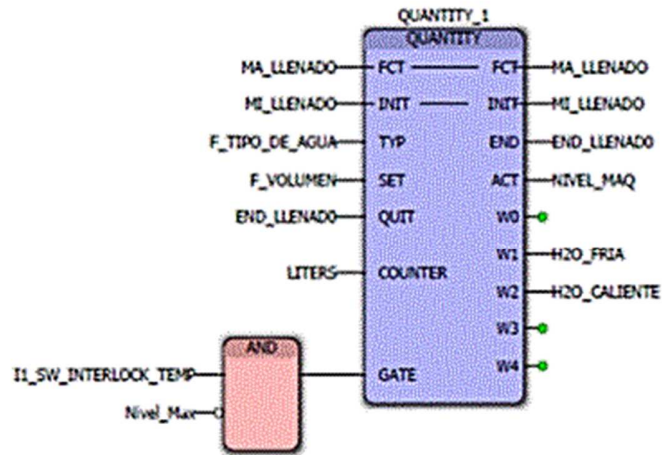 QUANTITY_1
QUANTITY
MA_LLENADO FCT FCT MA_LLENADO
MI_LLENADO INIT INIT MI_LLENADO
F_TIPO_DE_AGUA TYP END END_LLENADO
F_VOLUMEN SET ACT NIVEL_MAQ
END_LLENADO QUIT W0
W1 H2O_FRIA
LITERS COUNTER
W2 H2O_CALIENTE
W3
AND
I1_SW_INTERLOCK_TEMP GATE W4
Nivel_Max